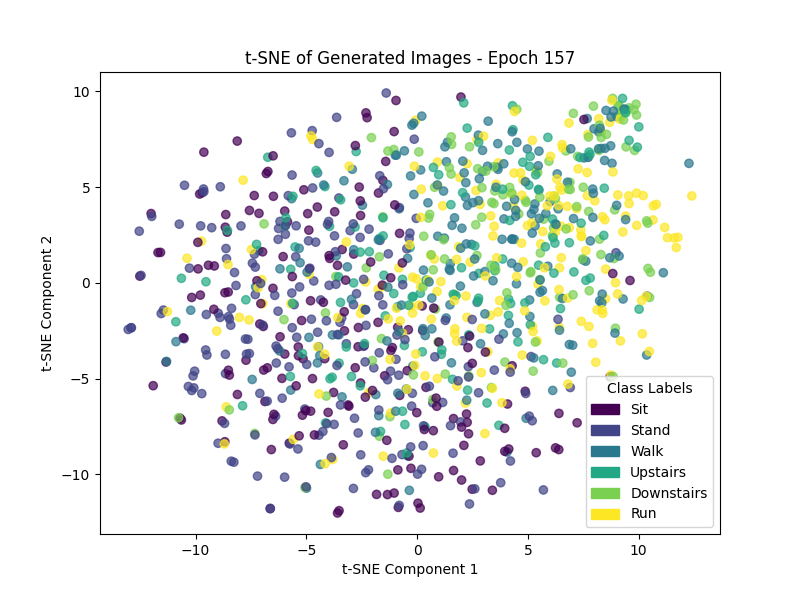 t-SNE of Generated Images - Epoch 157
t-SNE Component 2
10
5
0
−5
−10
Class Labels
Sit
Stand
Walk
Upstairs
Downstairs
Run
−10
−5
0
5
10
t-SNE Component 1